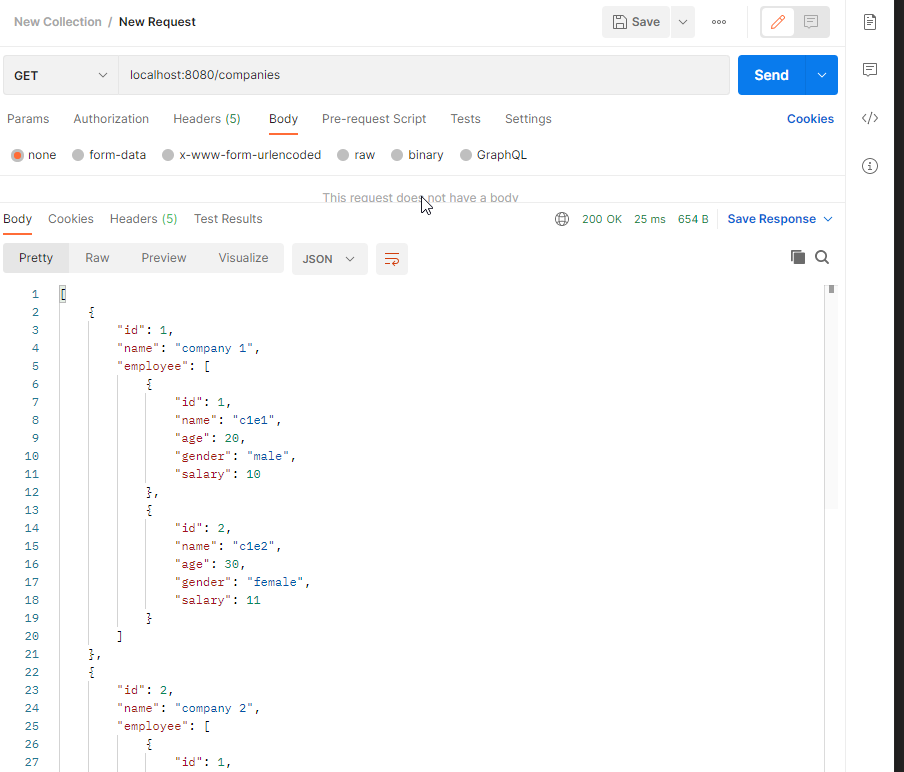 New Collection / New Request
Save
GET
localhost:8080/companies
Send
Params Authorization Headers (5) Body Pre-request Script Tests Settings Cookies
none form-data x-www-form-urlencoded raw binary GraphQL
This request does not have a body
Body Cookies Headers (5) Test Results 200 OK 25 ms 654 B Save Response
Pretty Raw Preview Visualize JSON
1 [
2 {
3 "id": 1,
4 "name": "company 1",
5 "employee": [
6 {
7 "id": 1,
8 "name": "c1e1",
9 "age": 20,
10 "gender": "male",
11 "salary": 10
12 },
13 {
14 "id": 2,
15 "name": "c1e2",
16 "age": 30,
17 "gender": "female",
18 "salary": 11
19 }
20 ]
21 },
22 {
23 "id": 2,
24 "name": "company 2",
25 "employee": [
26 {
27 "id": 1,